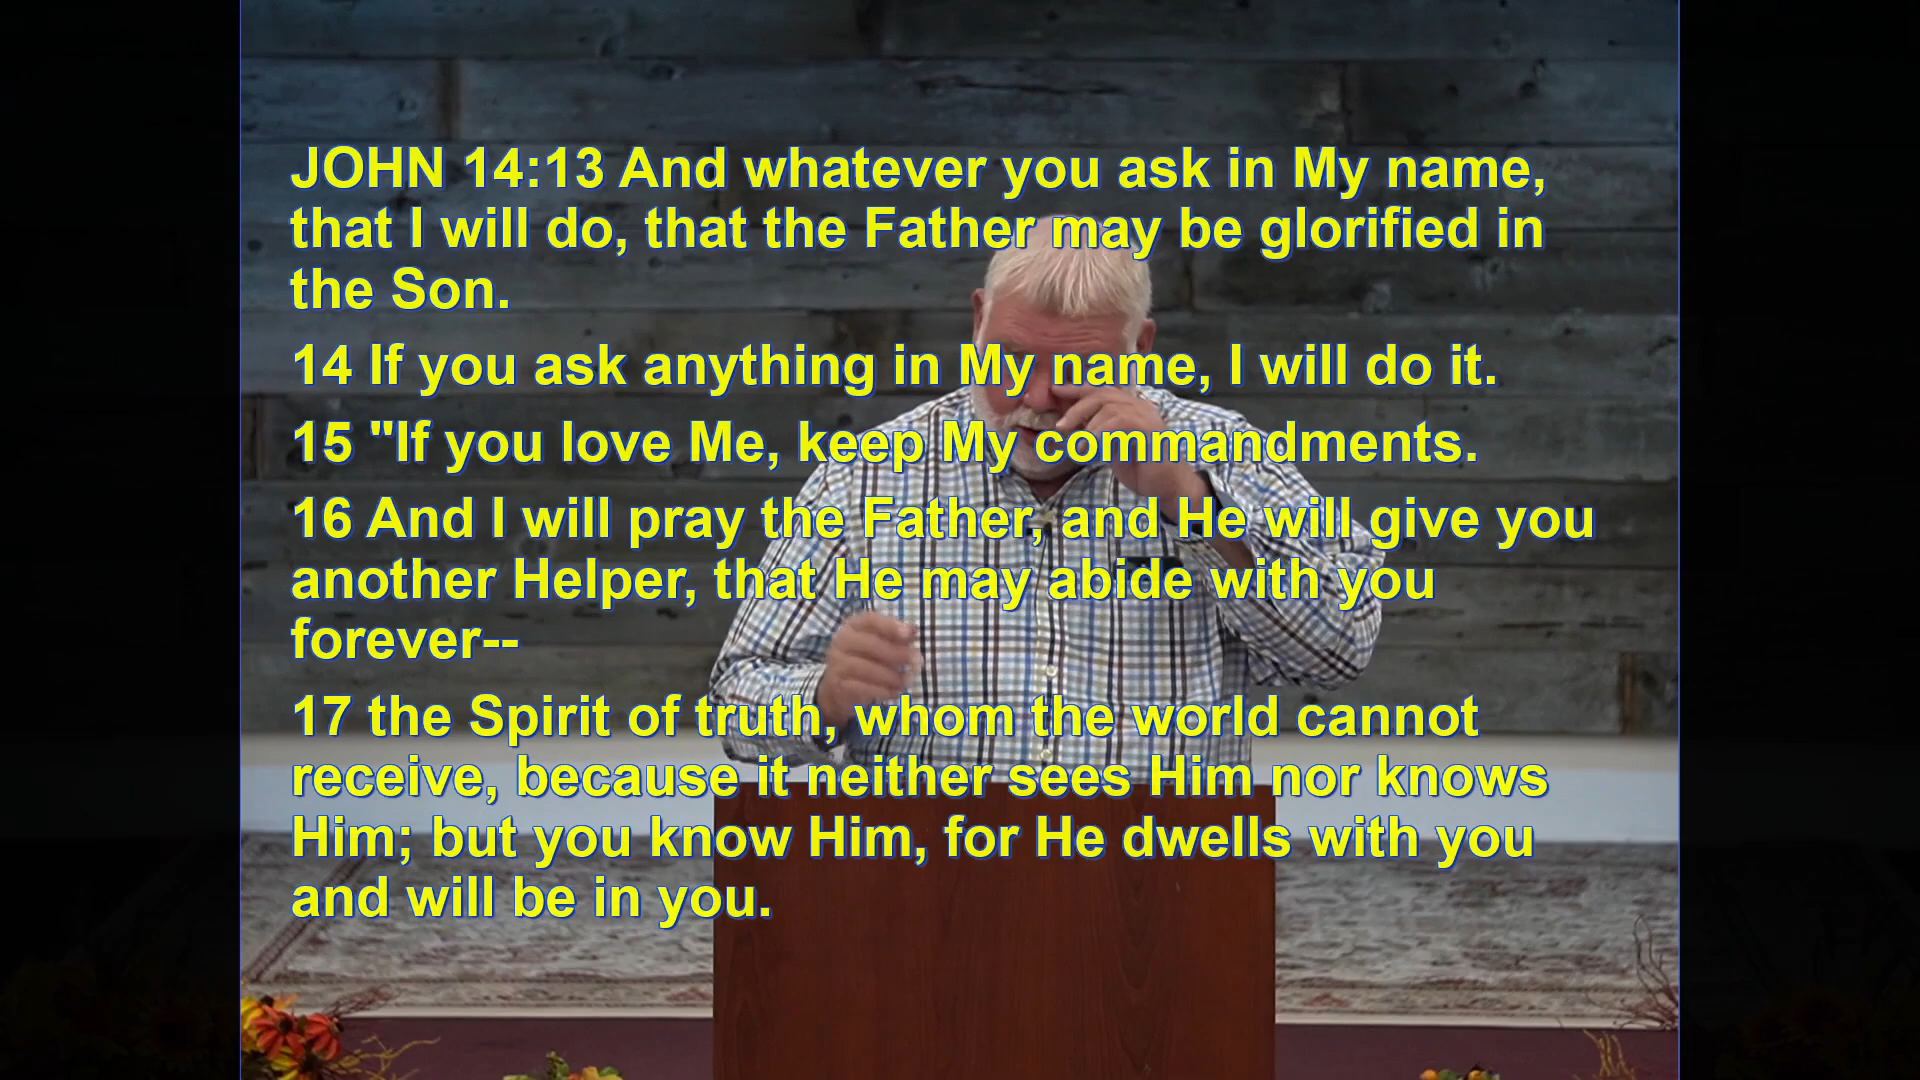 JOHN 14:13 And whatever you ask in My name,
that I will do, that the Father may be glorified in
the Son.
14 If you ask anything in My name, I will do it.
15 "If you love Me, keep My commandments.
16 And I will pray the Father, and He will give you
another Helper, that He may abide with you
forever--
17 the Spirit of truth, whom the world cannot
receive, because it neither sees Him nor knows
Him; but you know Him, for He dwells with you
and will be in you.